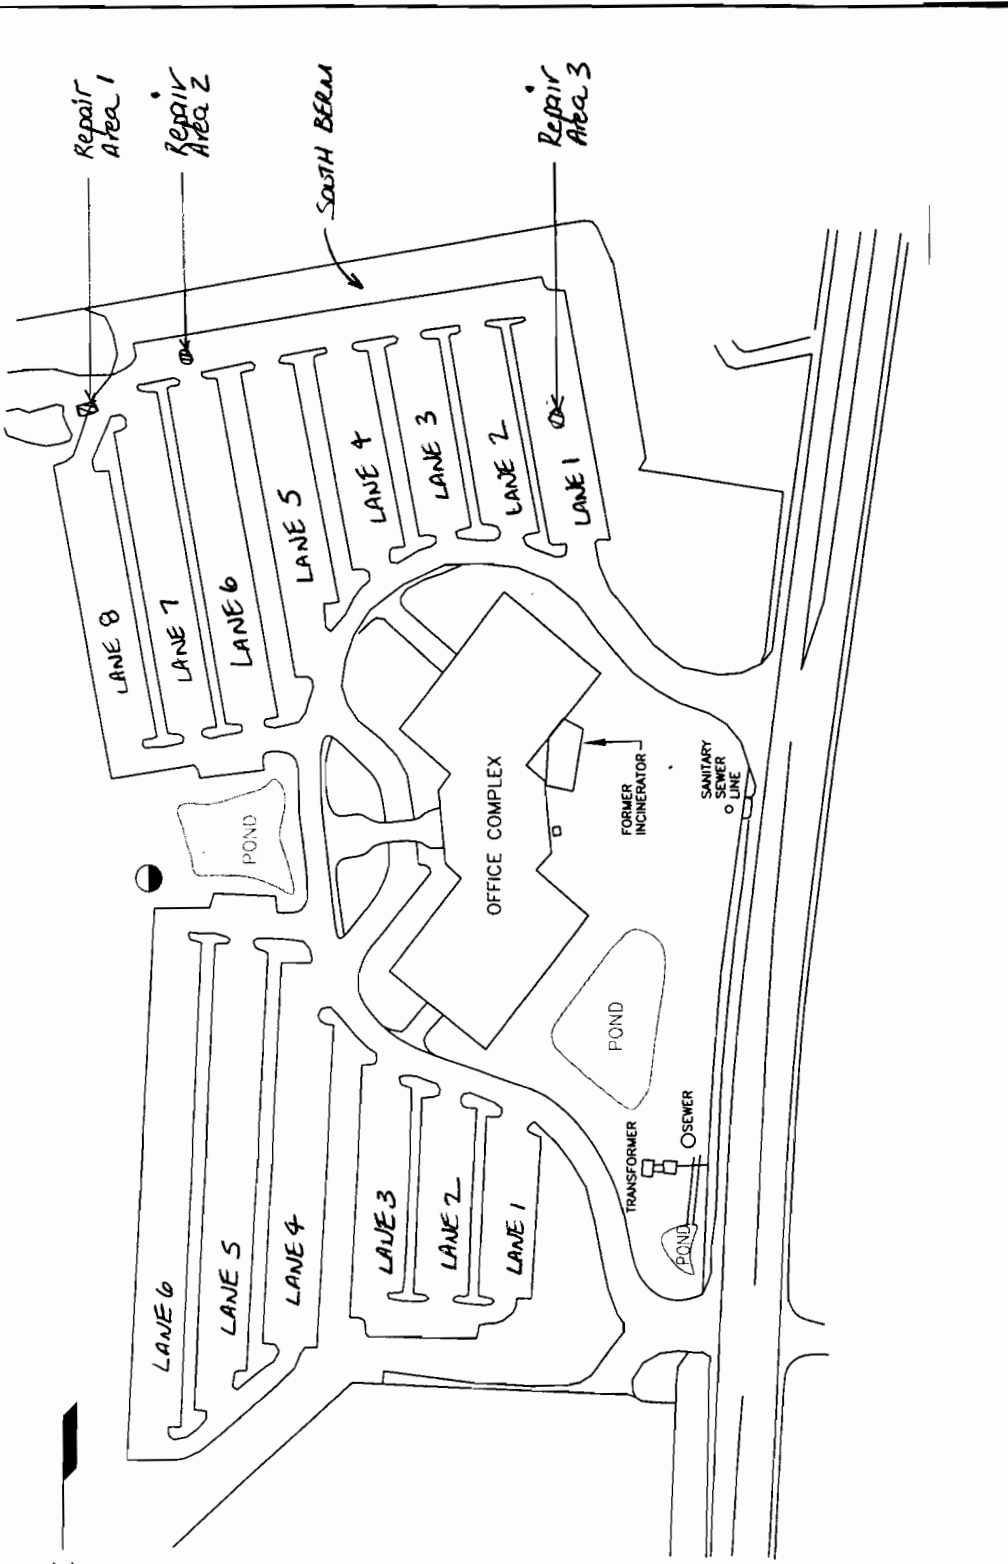 Repair
Area 1
Repair
Area 2
SOUTH BERM
Repair
Area 3
LANE 8
LANE 7
LANE 6
LANE 5
LANE 4
LANE 3
LANE 2
LANE 1
POND
OFFICE COMPLEX
FORMER
INCINERATOR
SANITARY
SEWER
LINE
POND
TRANSFORMER
SEWER
POND
LANE 6
LANE 5
LANE 4
LANE 3
LANE 2
LANE 1